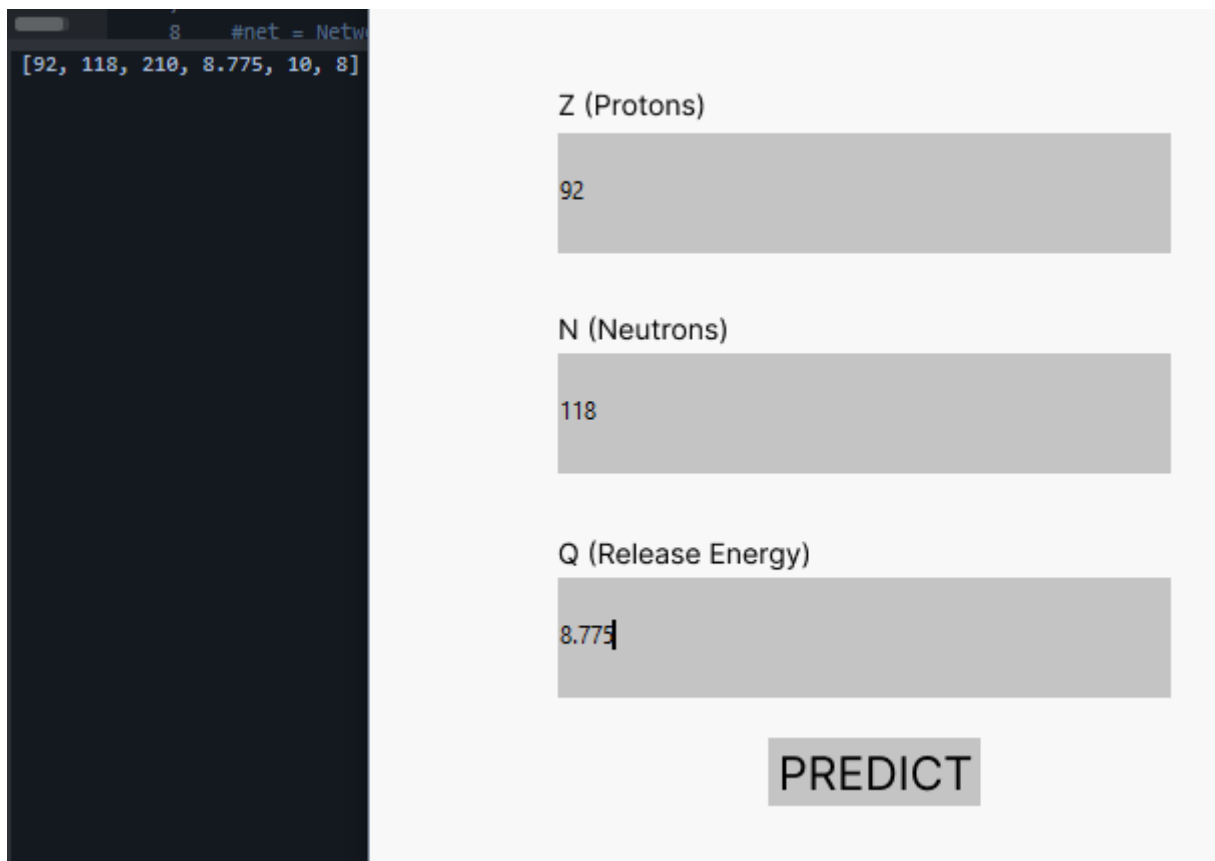 8 #net = Netw
[92, 118, 210, 8.775, 10, 8]
Z (Protons)
92
N (Neutrons)
118
Q (Release Energy)
8.775
PREDICT